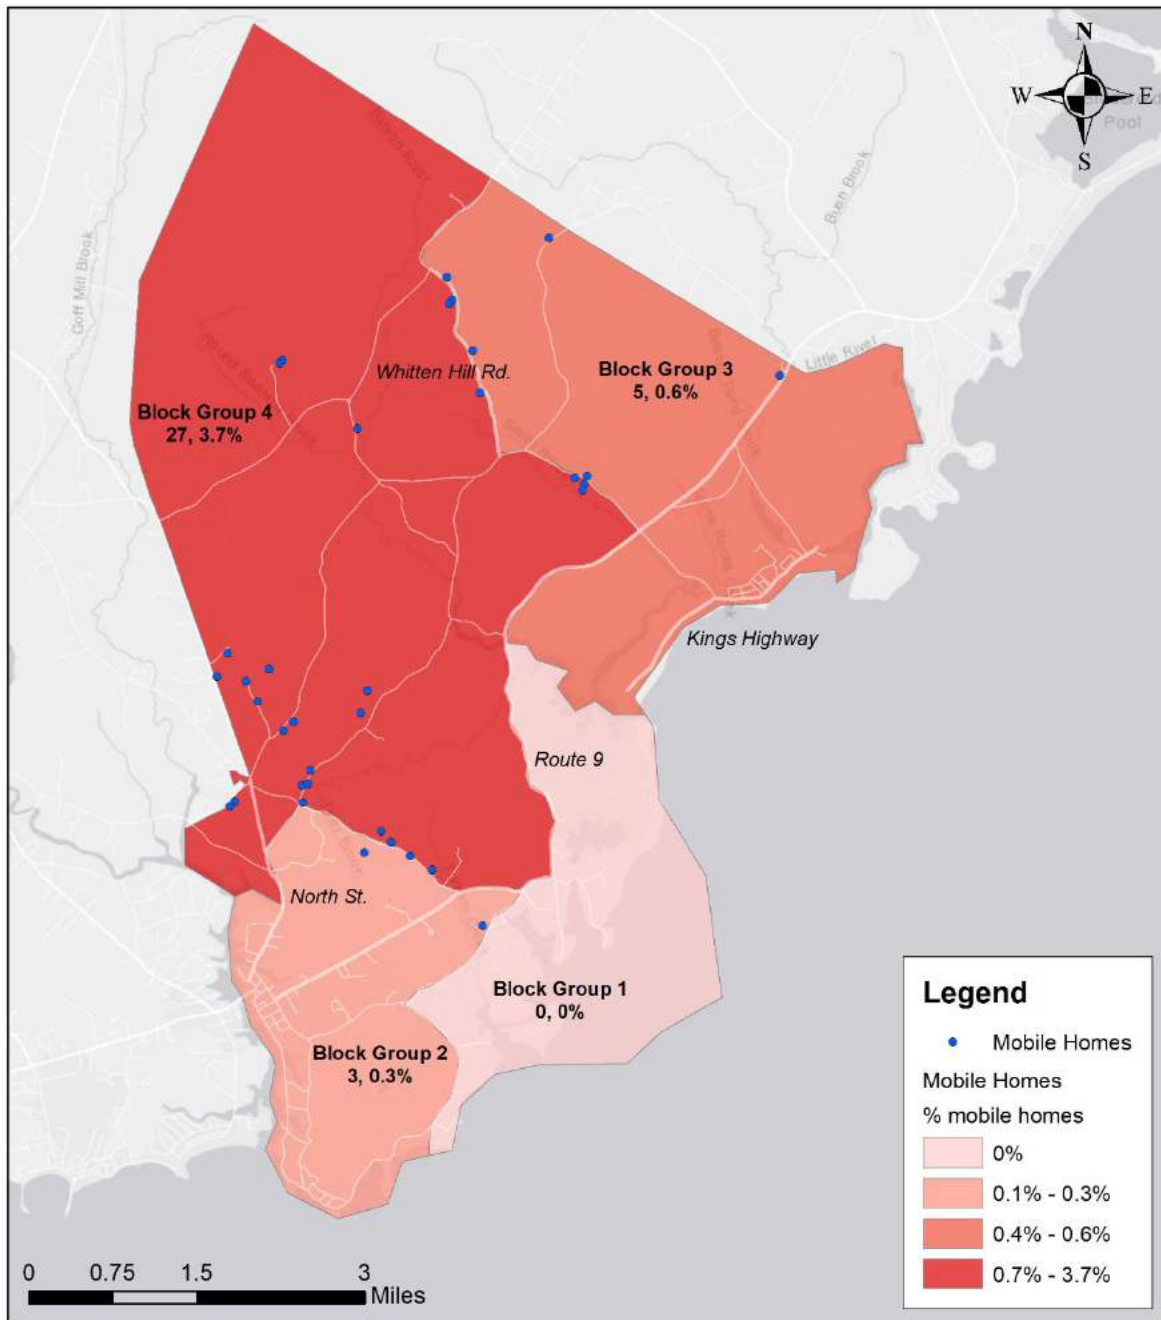 N
W
E
S
Pool
Bush Brook
Goff Mill Brook
Little River
Whitten Hill Rd.
Block Group 3
5, 0.6%
Block Group 4
27, 3.7%
Kings Highway
Route 9
North St.
Block Group 1
0, 0%
Block Group 2
3, 0.3%
Legend
Mobile Homes
Mobile Homes
% mobile homes
0%
0.1% - 0.3%
0.4% - 0.6%
0.7% - 3.7%
0
0.75
1.5
3
Miles